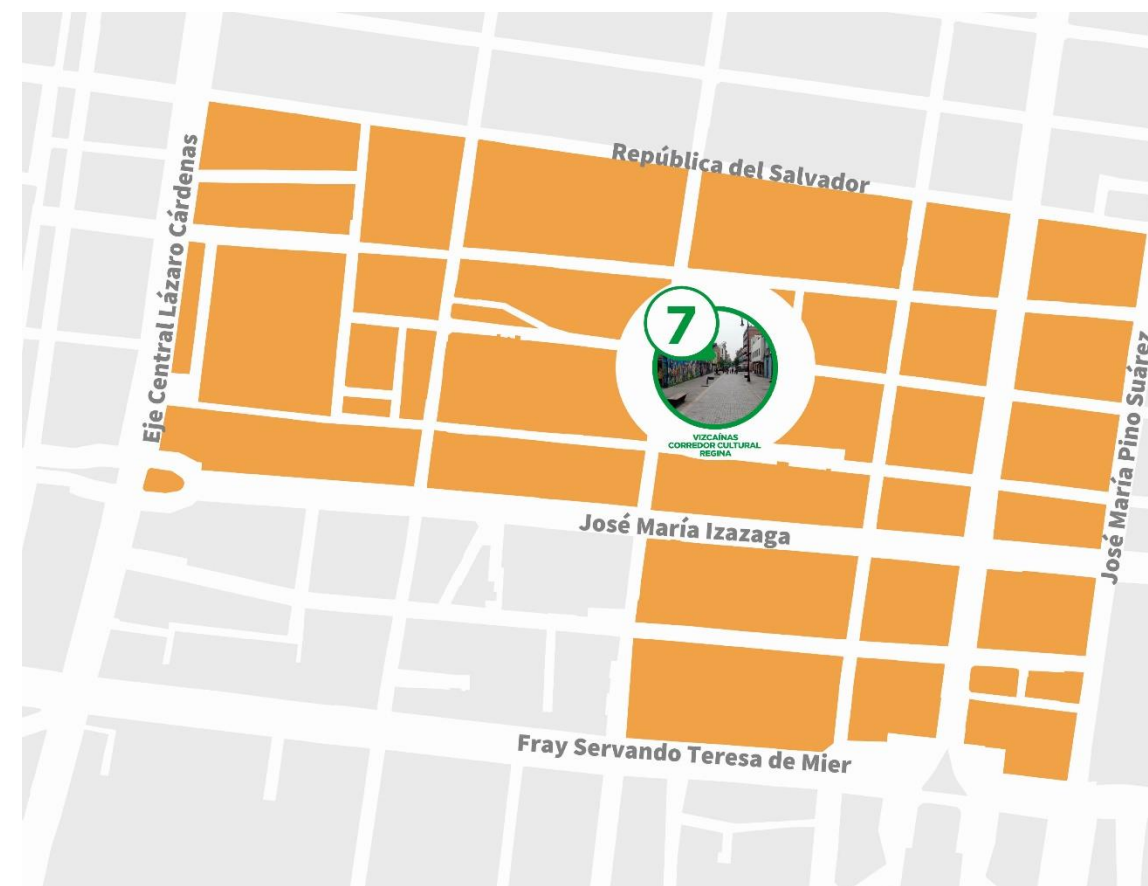 República del Salvador
Eje Central Lázaro Cárdenas
7
VIZCAÍNAS
CORREDOR CULTURAL
REGINA
José María Pino Suárez
José María Izazaga
Fray Servando Teresa de Mier